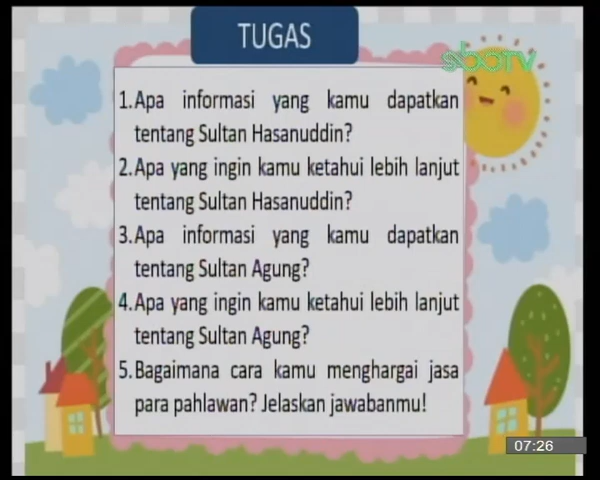 TUGAS
sboTV
1. Apa informasi yang kamu dapatkan
tentang Sultan Hasanuddin?
2. Apa yang ingin kamu ketahui lebih lanjut
tentang Sultan Hasanuddin?
3. Apa informasi yang kamu dapatkan
tentang Sultan Agung?
4. Apa yang ingin kamu ketahui lebih lanjut
tentang Sultan Agung?
5. Bagaimana cara kamu menghargai jasa
para pahlawan? Jelaskan jawabanmu!
07:26